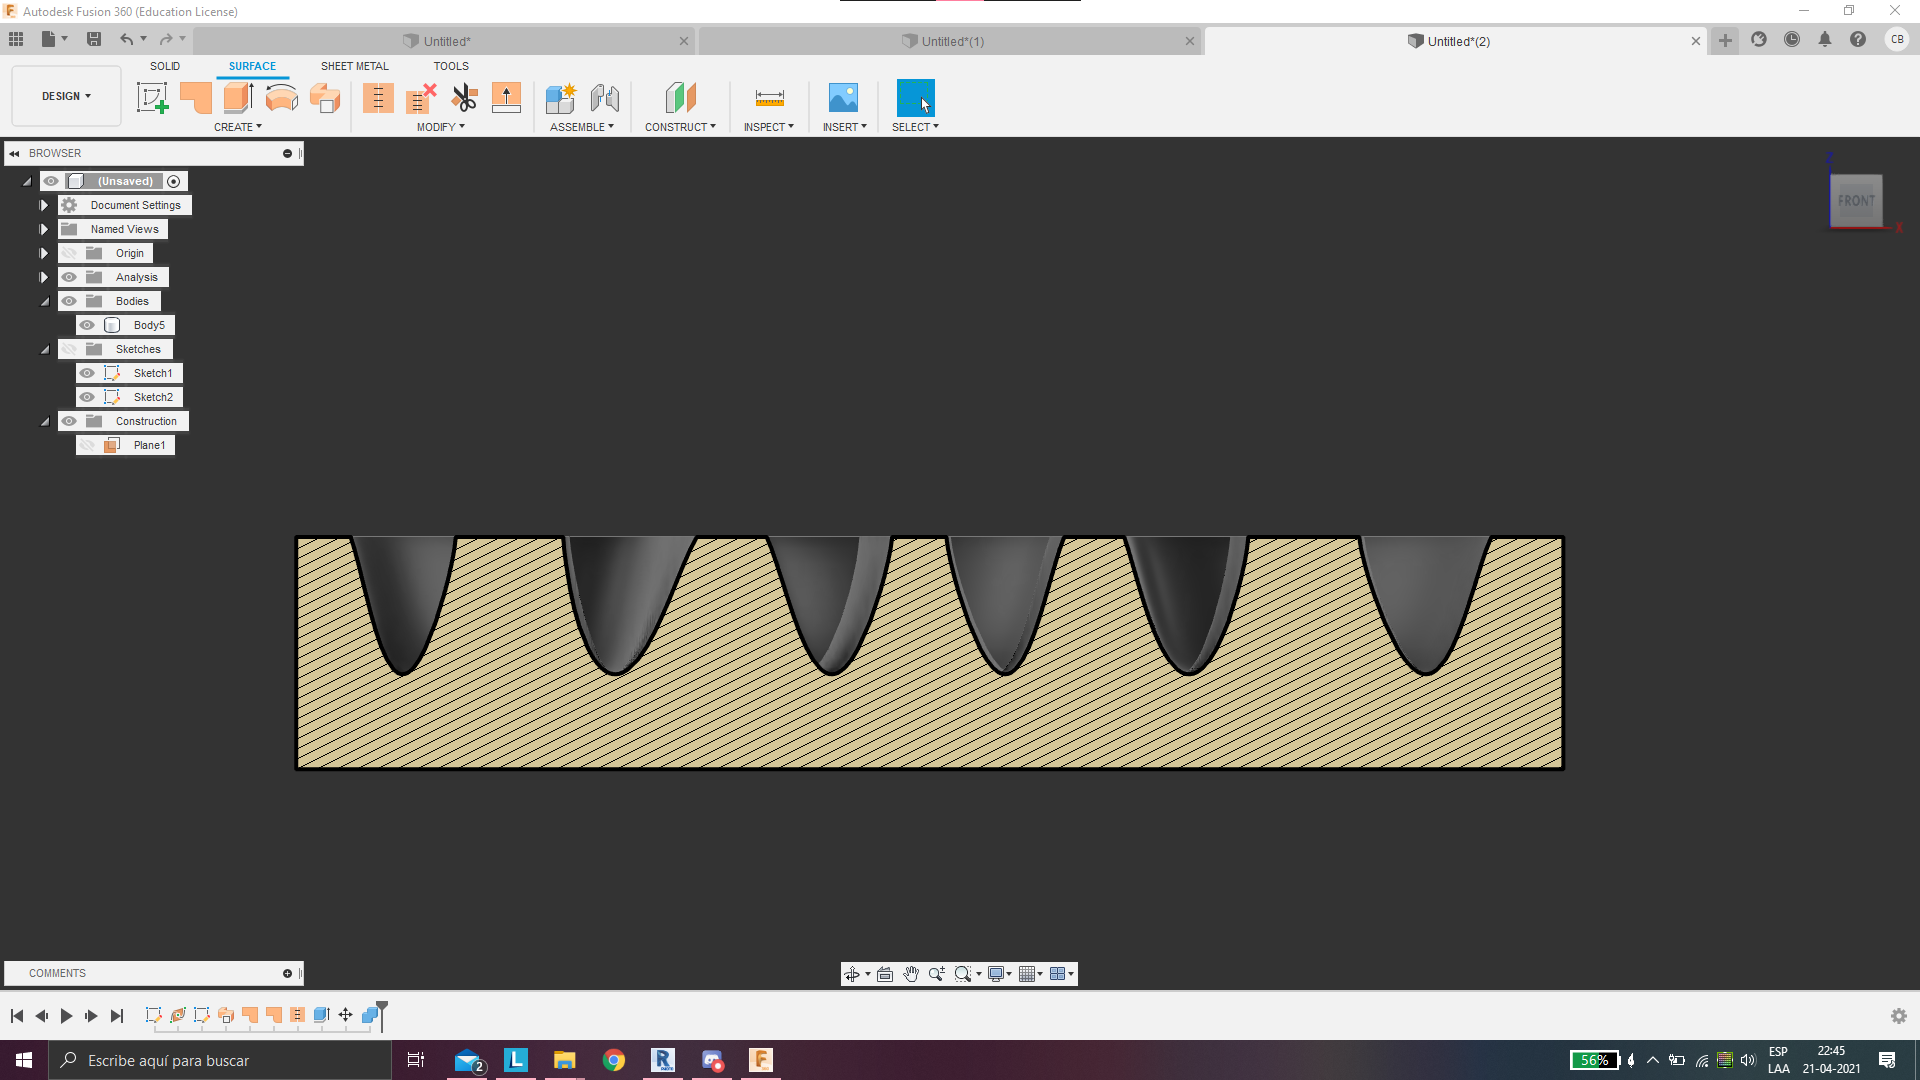 Autodesk Fusion 360 (Education License)
Untitled*
Untitled*(1)
Untitled*(2)
CB
SOLID
SURFACE
SHEET METAL
TOOLS
DESIGN
CREATE
MODIFY
ASSEMBLE
CONSTRUCT
INSPECT
INSERT
SELECT
BROWSER
(Unsaved)
Document Settings
Named Views
Origin
Analysis
Bodies
Body5
Sketches
Sketch1
Sketch2
Construction
Plane1
Z
FRONT
X
COMMENTS
Escribe aquí para buscar
2
L
R
F
56%
ESP
LAA
22:45
21-04-2021